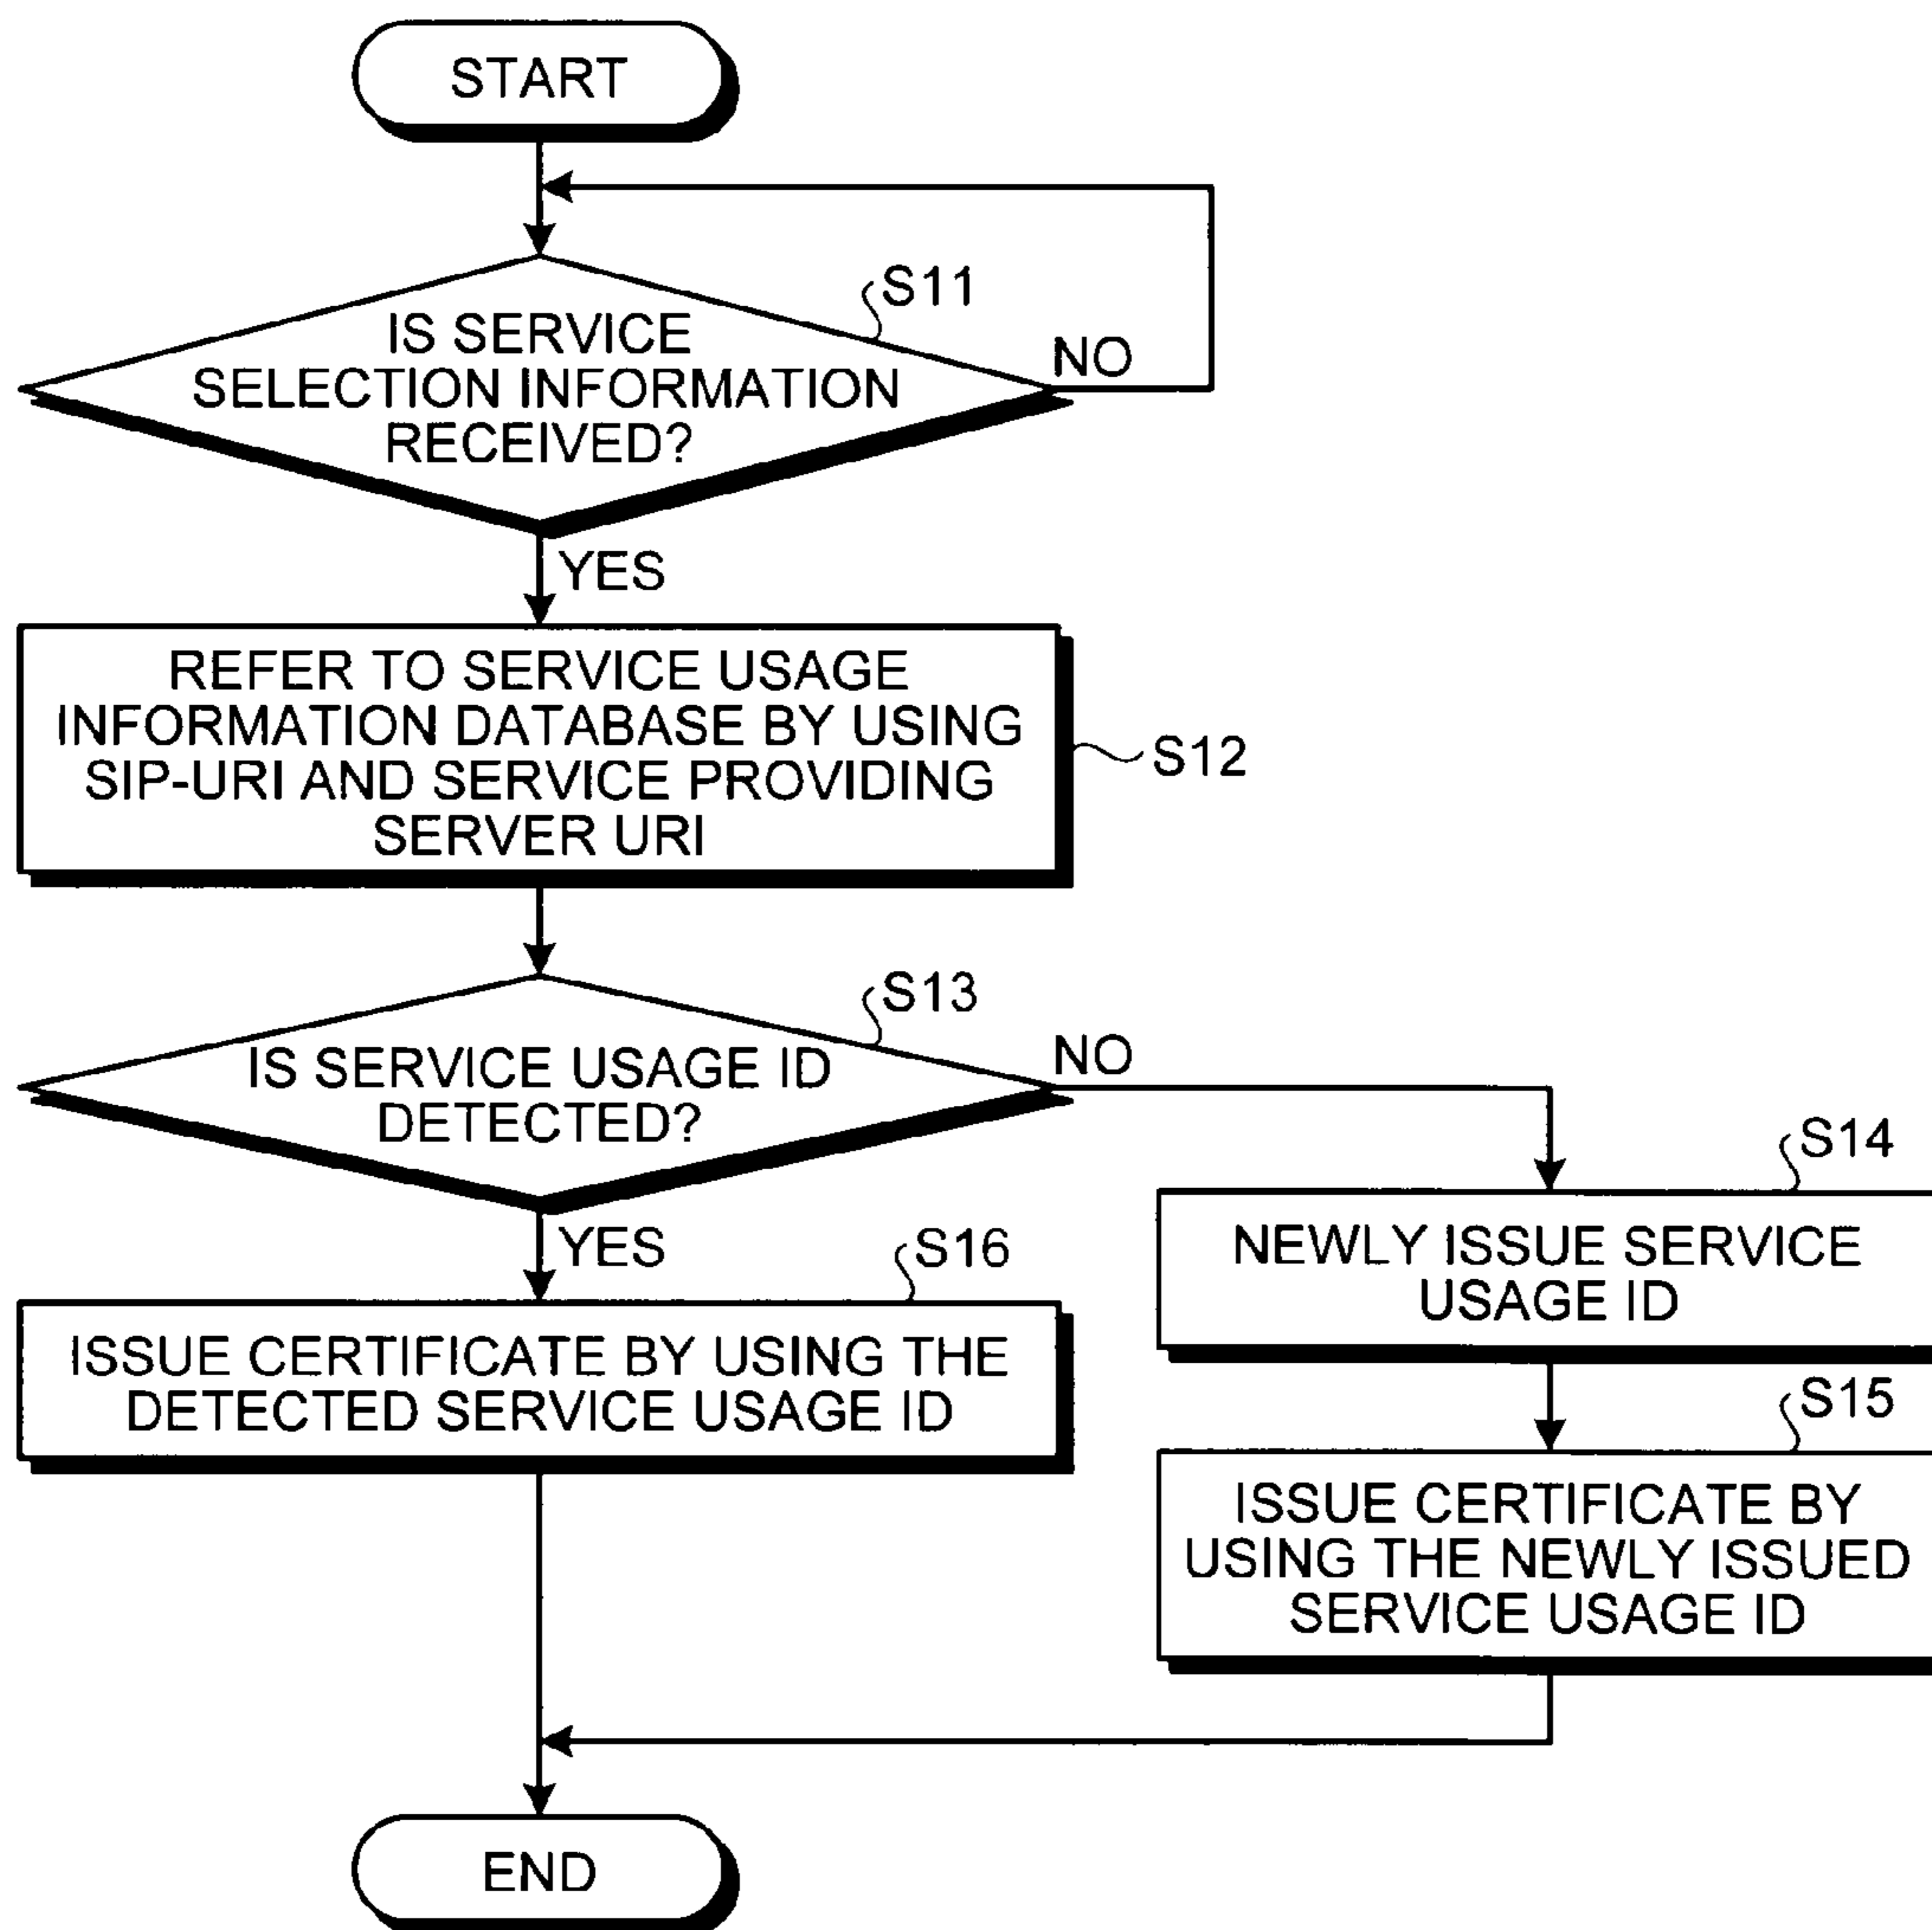 START
S11
IS SERVICE
SELECTION INFORMATION
RECEIVED?
NO
YES
REFER TO SERVICE USAGE
INFORMATION DATABASE BY USING
SIP-URI AND SERVICE PROVIDING
SERVER URI
S12
S13
IS SERVICE USAGE ID
DETECTED?
NO
YES
S14
NEWLY ISSUE SERVICE
USAGE ID
S16
ISSUE CERTIFICATE BY USING THE
DETECTED SERVICE USAGE ID
S15
ISSUE CERTIFICATE BY
USING THE NEWLY ISSUED
SERVICE USAGE ID
END